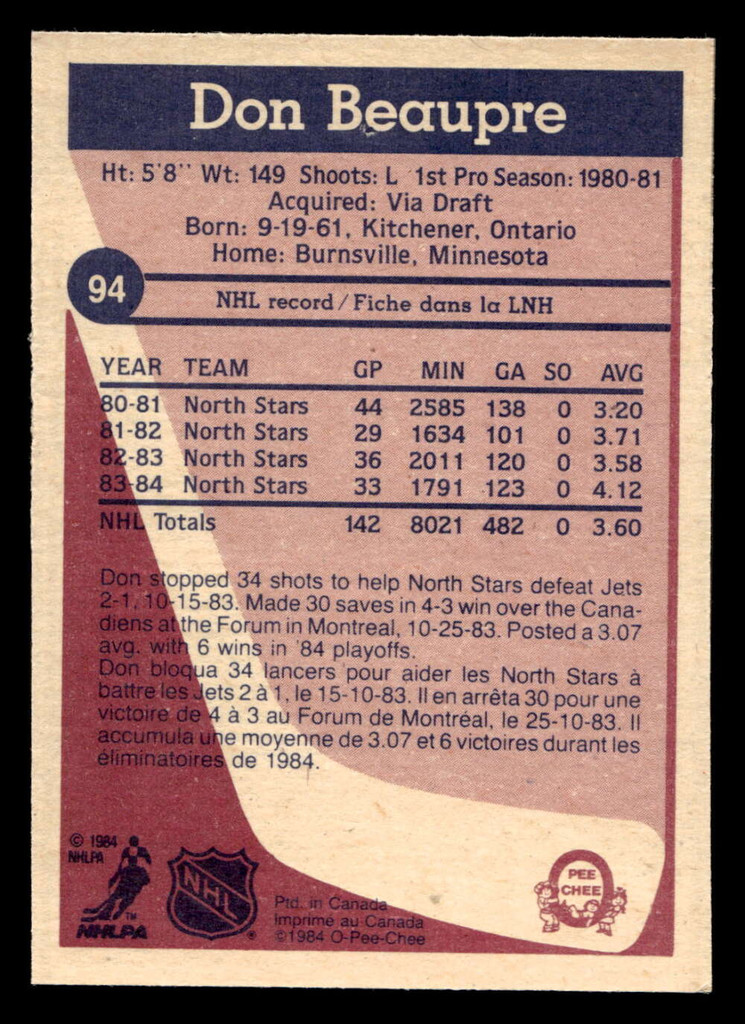 Don Beaupre
Ht: 5'8'' Wt: 149 Shoots: L 1st Pro Season: 1980-81
Acquired: Via Draft
Born: 9-19-61, Kitchener, Ontario
Home: Burnsville, Minnesota
94
NHL record / Fiche dans la LNH
YEAR TEAM GP MIN GA SO AVG
80-81 North Stars 44 2585 138 0 3.20
81-82 North Stars 29 1634 101 0 3.71
82-83 North Stars 36 2011 120 0 3.58
83-84 North Stars 33 1791 123 0 4.12
NHL Totals 142 8021 482 0 3.60
Don stopped 34 shots to help North Stars defeat Jets
2-1, 10-15-83. Made 30 saves in 4-3 win over the Cana-
diens at the Forum in Montreal, 10-25-83. Posted a 3.07
avg. with 6 wins in '84 playoffs.
Don bloqua 34 lancers pour aider les North Stars à
battre les Jets 2 à 1, le 15-10-83. Il en arrêta 30 pour une
victoire de 4 à 3 au Forum de Montréal, le 25-10-83. Il
accumula une moyenne de 3.07 et 6 victoires durant les
éliminatoires de 1984.
© 1984
NHLPA
TM
NHLPA
NHL
Ptd. in Canada
Imprimé au Canada
©1984 O-Pee-Chee
PEE
CHEE